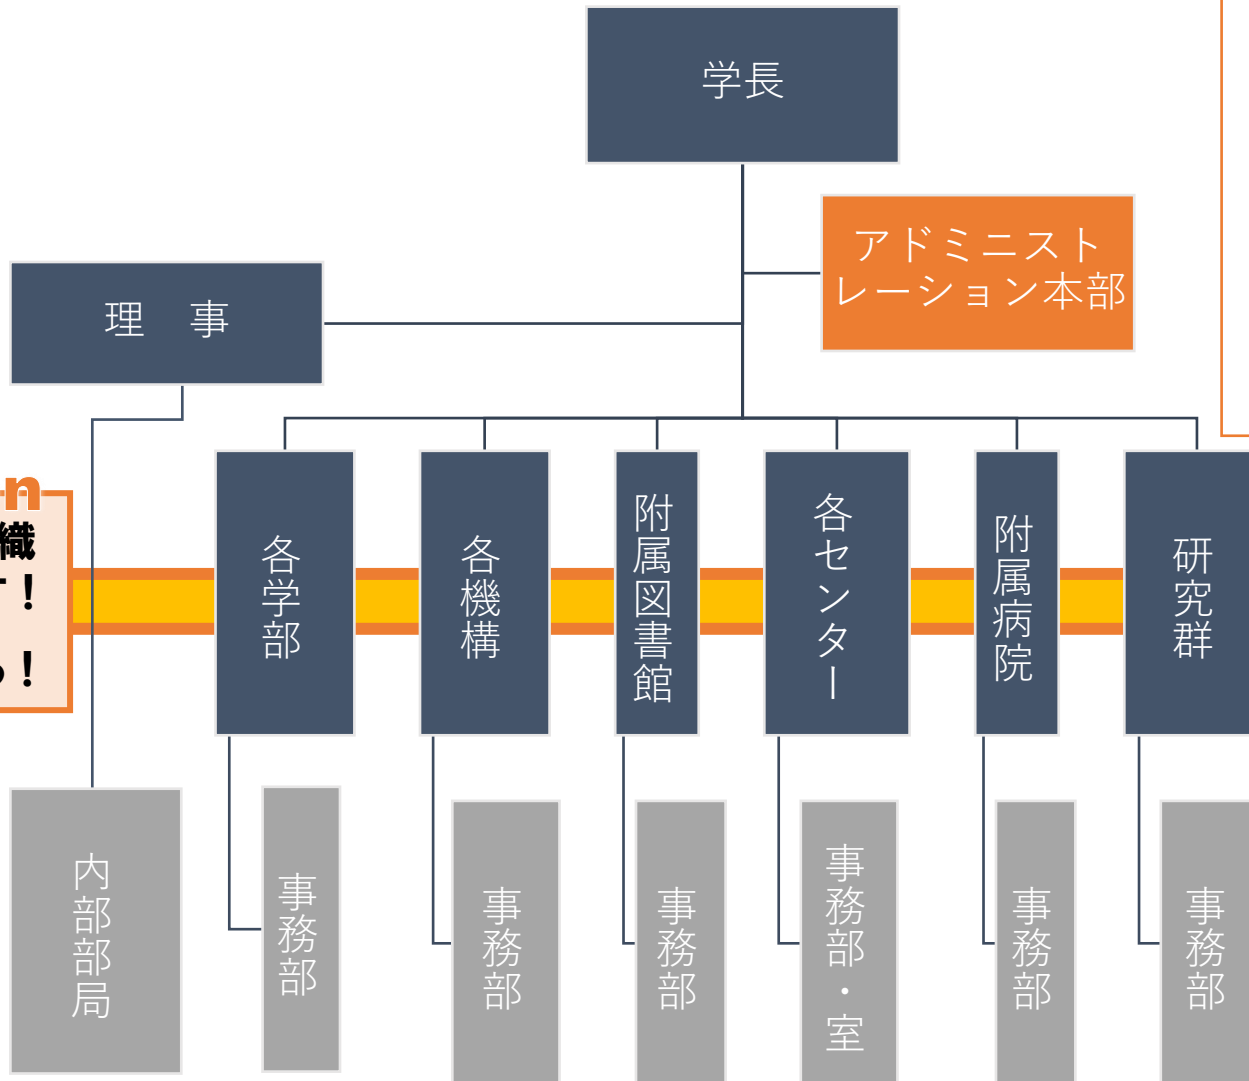 学長
アドミニスト
レーション本部
理　事
n
織
！
！
各学部
各機構
附属図書館
各センター
附属病院
研究群
内部部局
事務部
事務部
事務部
事務部・室
事務部
事務部